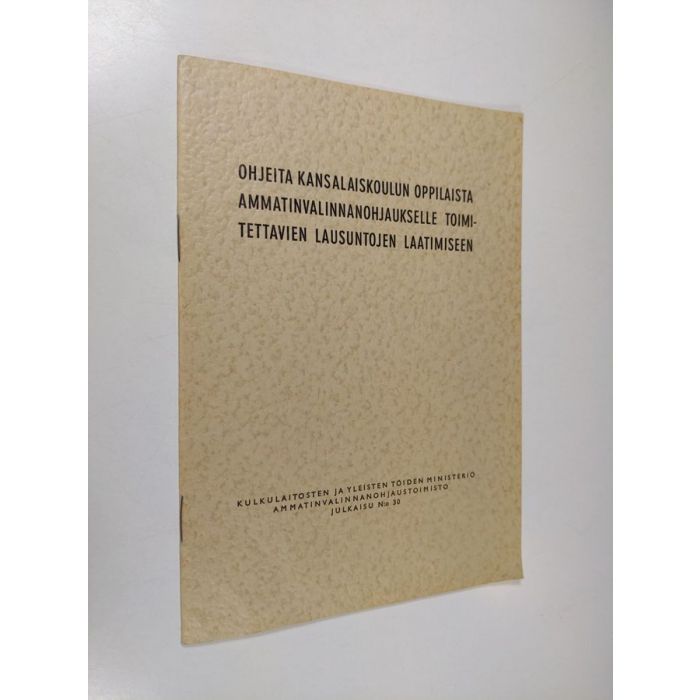 OHJEITA KANSALAISKOULUN OPPILAISTA
AMMATINVALINNANOHJAUKSELLE TOIMI-
TETTAVIEN LAUSUNTOJEN LAATIMISEEN
KULKULAITOSTEN JA YLEISTEN TÖIDEN MINISTERIÖ
AMMATINVALINNANOHJAUSTOIMISTO
JULKAISU N:o 30